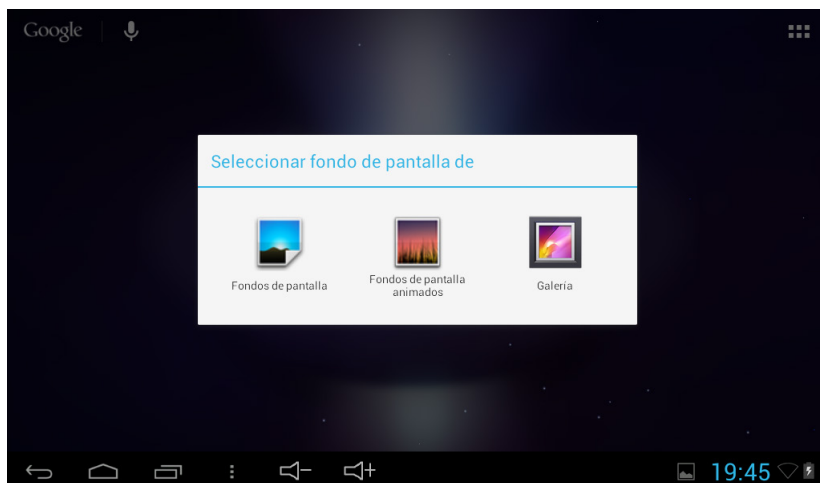 Google
Seleccionar fondo de pantalla de
Fondos de pantalla
Fondos de pantalla
animados
Galería
19:45